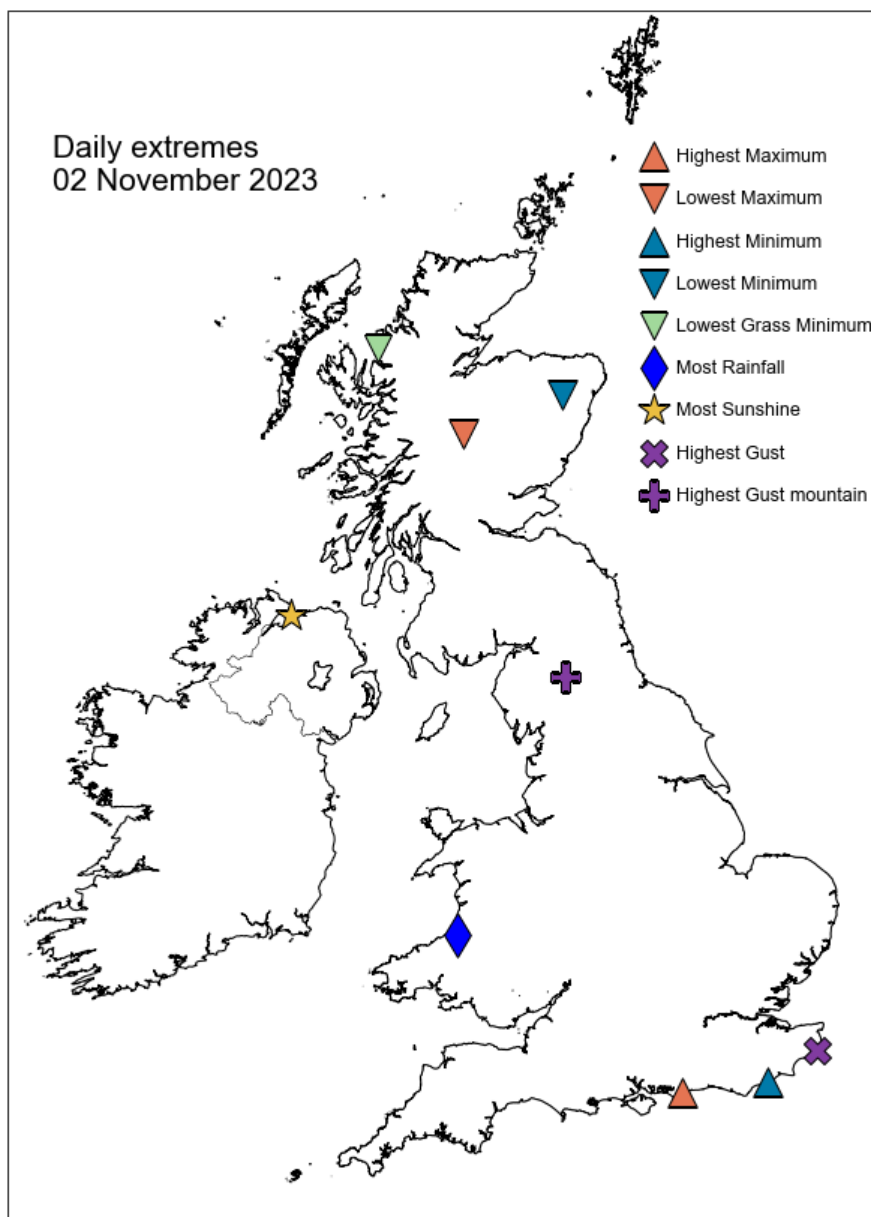 Daily extremes
02 November 2023
Highest Maximum
Lowest Maximum
Highest Minimum
Lowest Minimum
Lowest Grass Minimum
Most Rainfall
Most Sunshine
Highest Gust
Highest Gust mountain